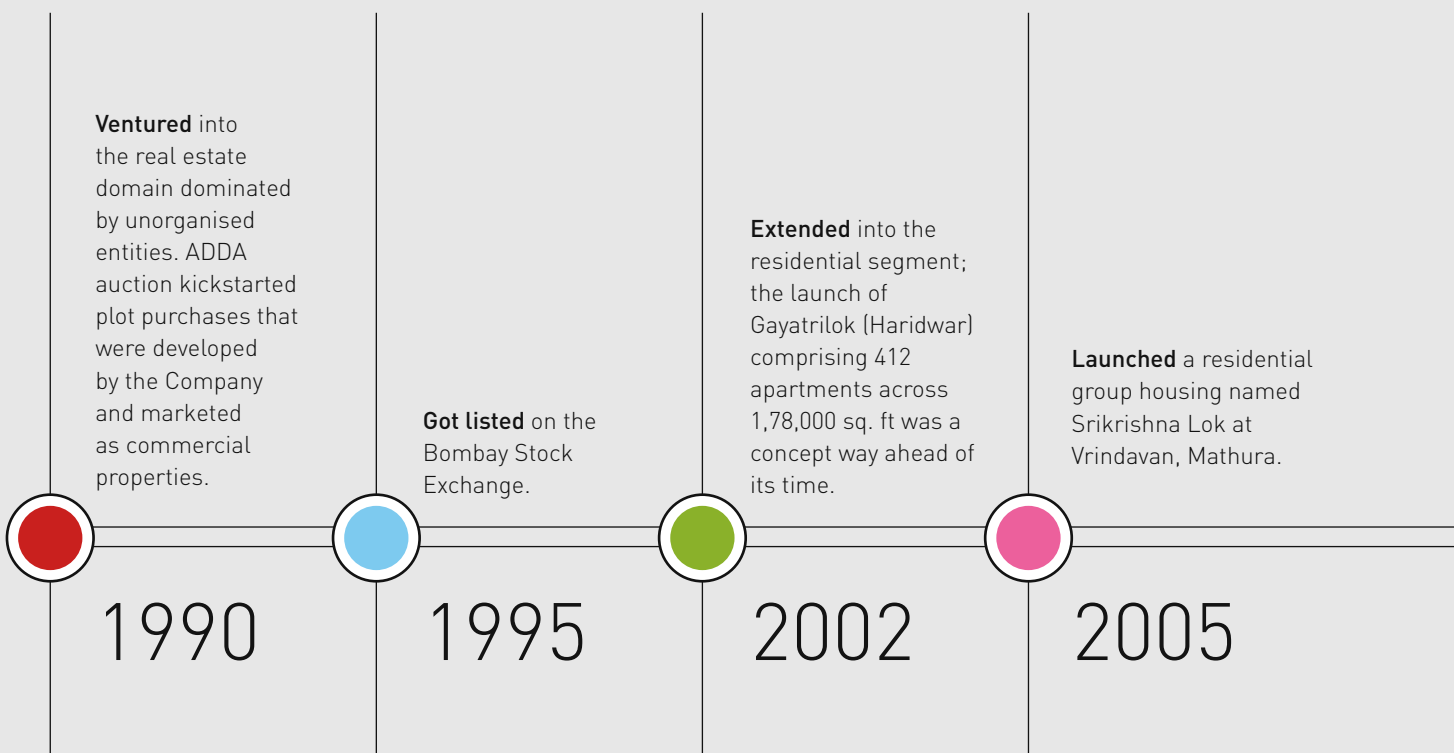 Ventured into
the real estate
domain dominated
by unorganised
entities. ADDA
auction kickstarted
plot purchases that
were developed
by the Company
and marketed
as commercial
properties.
1990
Got listed on the
Bombay Stock
Exchange.
1995
Extended into the
residential segment;
the launch of
Gayatrilok (Haridwar)
comprising 412
apartments across
1,78,000 sq. ft was a
concept way ahead of
its time.
2002
Launched a residential
group housing named
Srikrishna Lok at
Vrindavan, Mathura.
2005